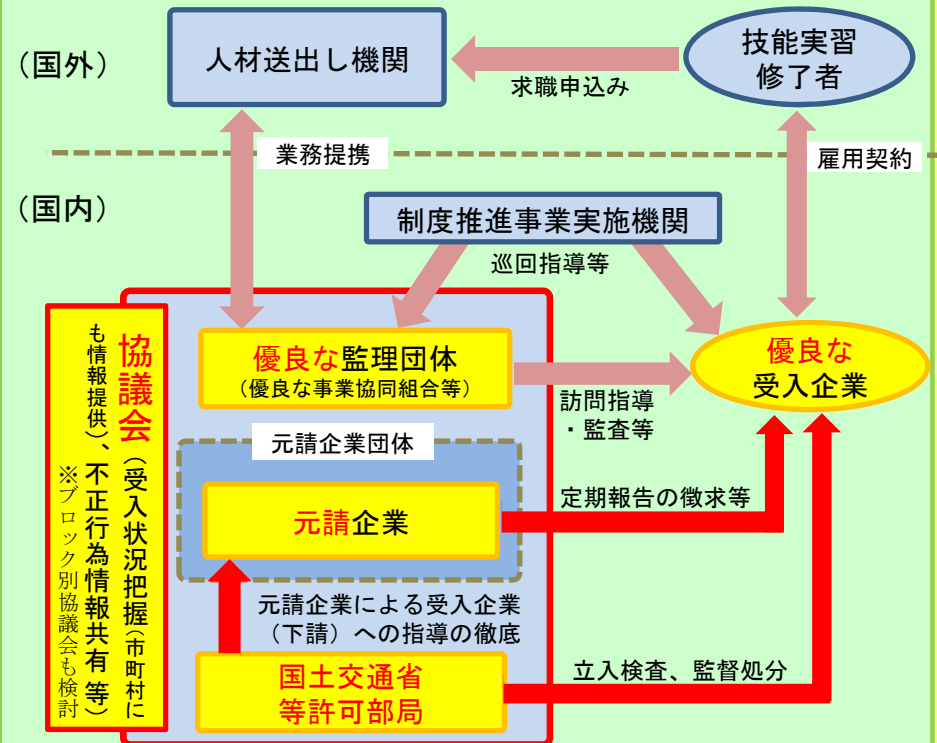 （国外）
人材送出し機関
技能実習
修了者
求職申込み
業務提携
雇用契約
（国内）
制度推進事業実施機関
巡回指導等
協議会（受入状況把握（市町村に
も情報提供）、不正行為情報共有 等）
※ブロック別協議会も検討
優良な監理団体
（優良な事業協同組合等）
優良な
受入企業
訪問指導
・監査等
元請企業団体
元請企業
定期報告の徴求等
元請企業による受入企業
（下請）への指導の徹底
国土交通省
等許可部局
立入検査、監督処分